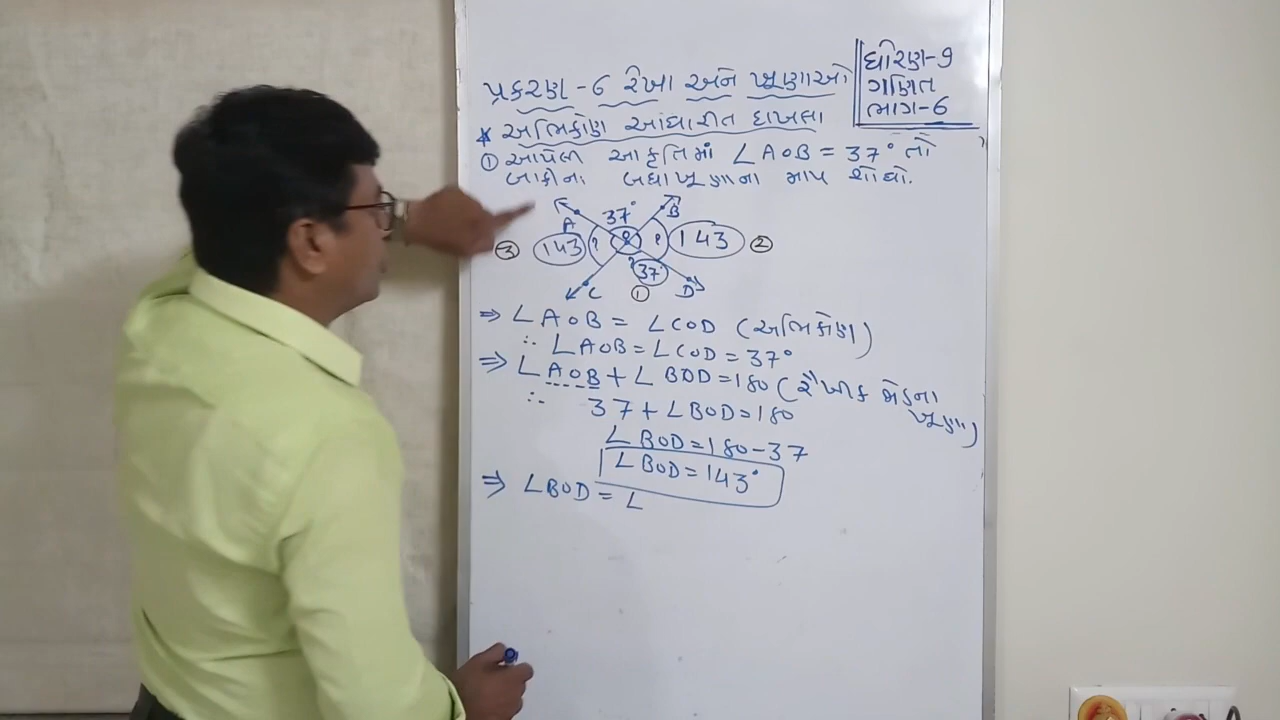 ધોરણ-૭
ગણિત
ભાગ-6
પ્રકરણ-6 રેખા અને ખૂણાઓ
* અભિકોણ આધારીત દાખલા
① આપેલી આકૃતિમાં ∠AOB = 37° તો
બાકીના બધા ખૂણાના માપ શોધો.
37° B
A
③ 143 ? O ? 143 ②
? 37°
C ① D
⇒ ∠AOB = ∠COD (અભિકોણ)
∴ ∠AOB = ∠COD = 37°
⇒ ∠AOB + ∠BOD = 180 (રૈખીક જોડના ખૂણા)
∴ 37 + ∠BOD = 180
∠BOD = 180 - 37
∠BOD = 143°
⇒ ∠BOD = ∠